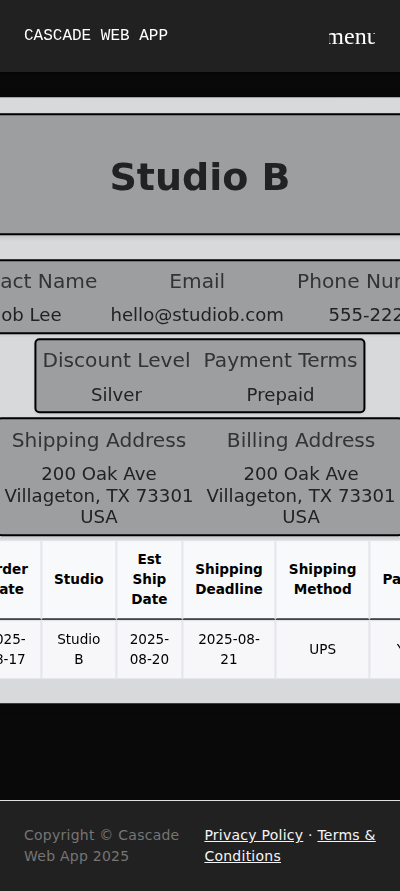 CASCADE WEB APP
menu
Studio B
act Name Email Phone Nu
ob Lee hello@studiob.com 555-222
Discount Level Payment Terms
Silver Prepaid
Shipping Address Billing Address
200 Oak Ave 200 Oak Ave
Villageton, TX 73301 Villageton, TX 73301
USA USA
Est
rder Studio Ship Shipping Shipping Pa
ate Date Deadline Method
025- Studio 2025- 2025-08- UPS
8-17 B 08-20 21
Copyright © Cascade Privacy Policy · Terms &
Web App 2025 Conditions